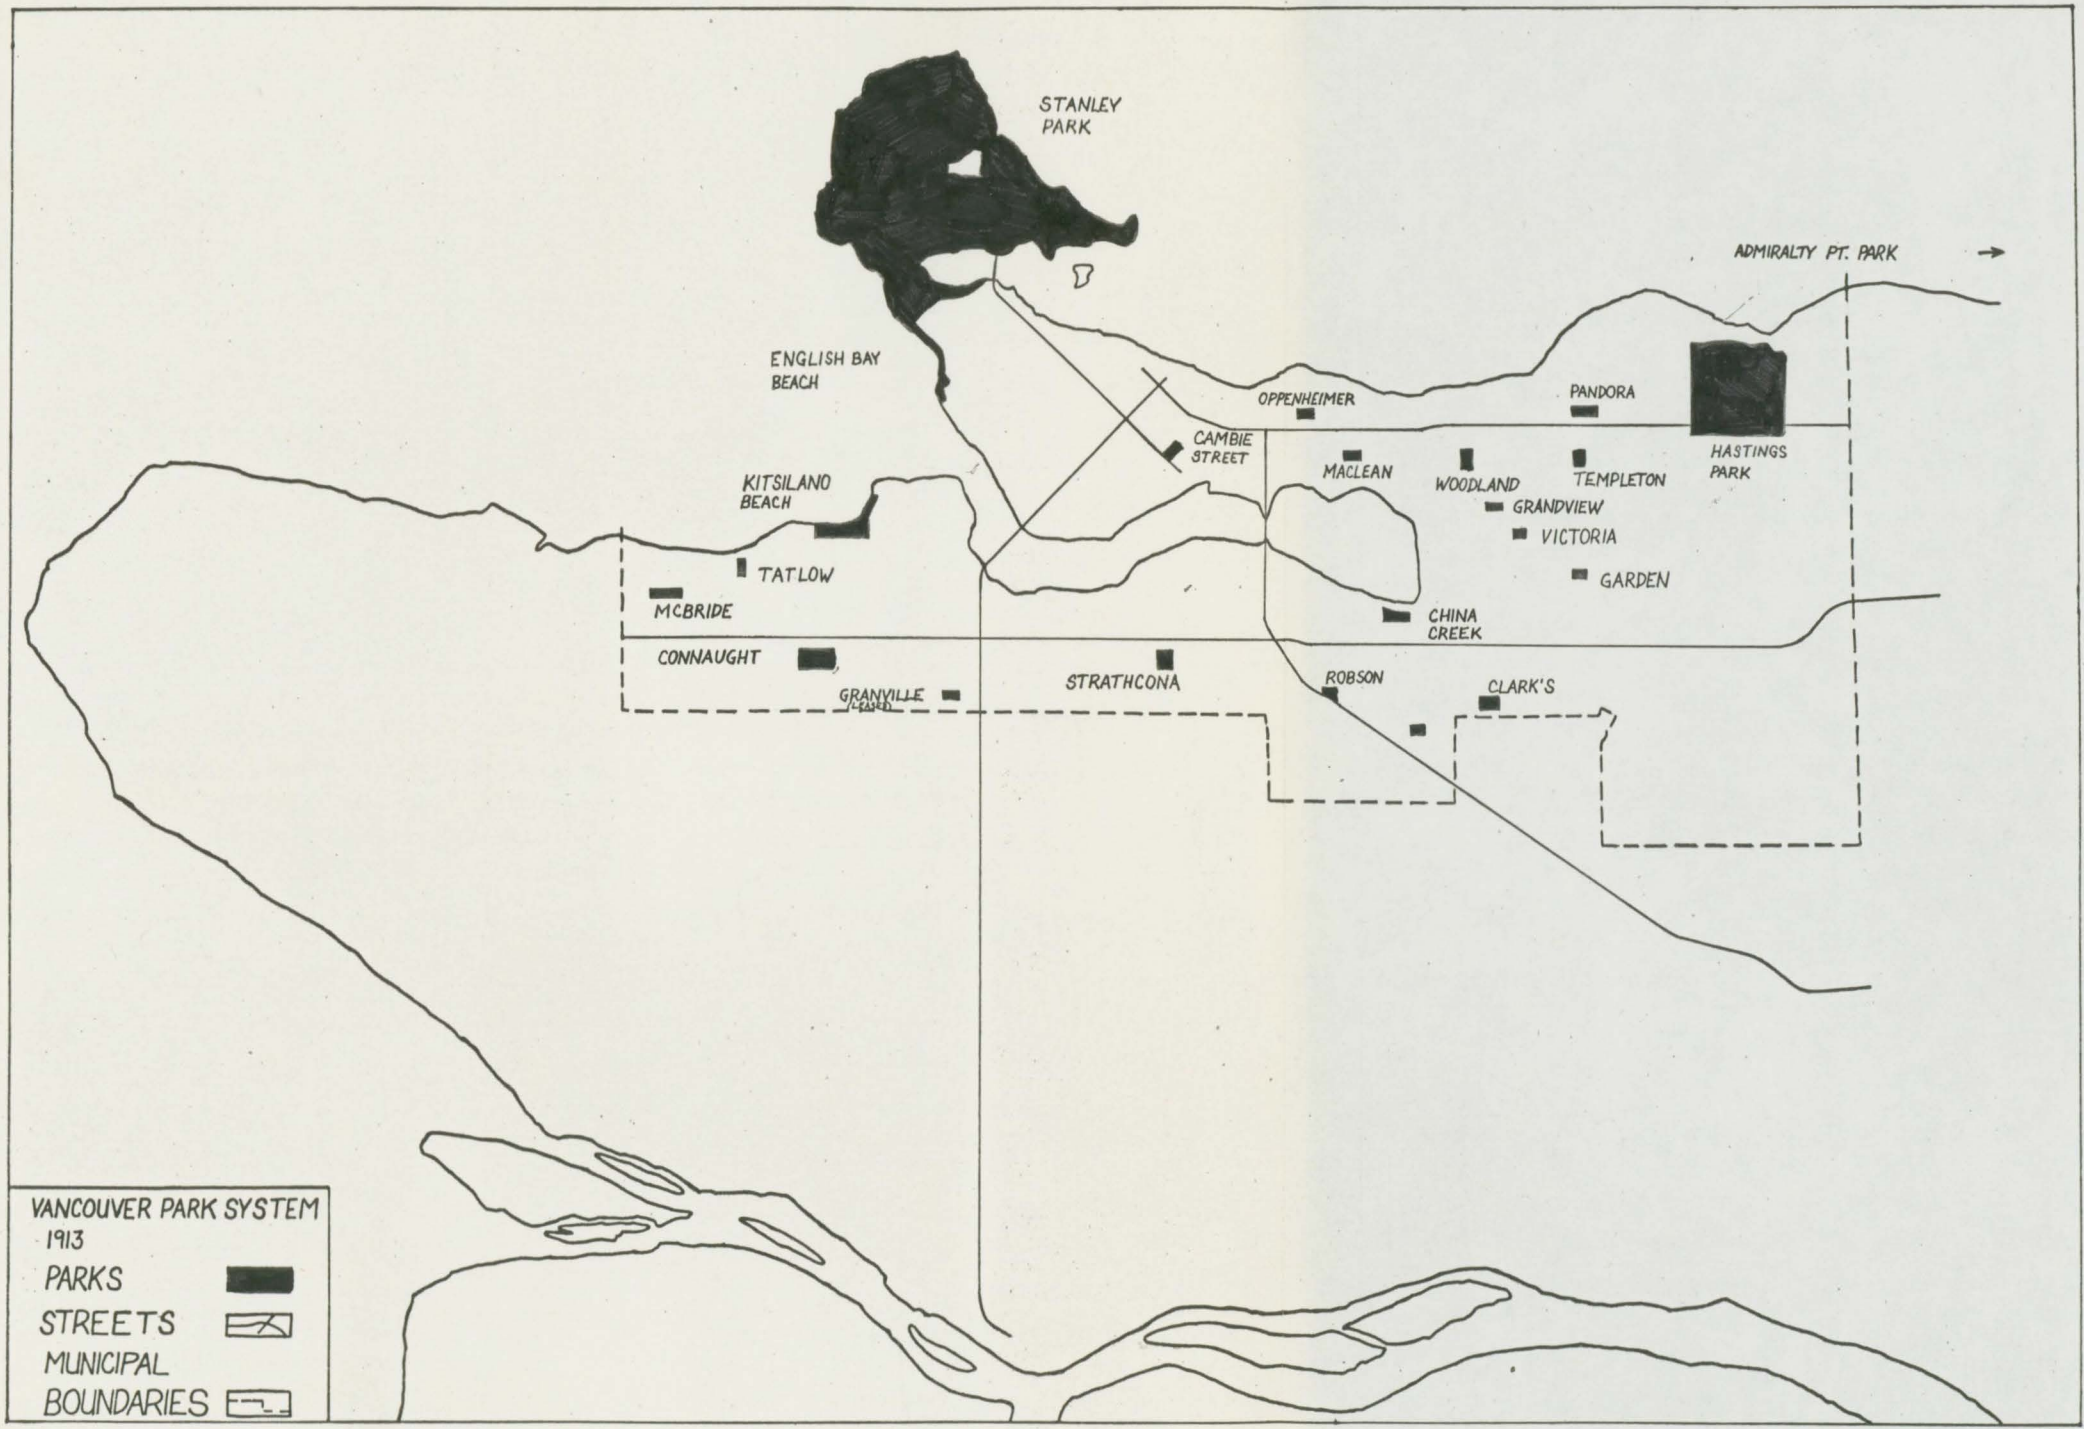 STANLEY
PARK
ADMIRALTY PT. PARK
ENGLISH BAY
BEACH
OPPENHEIMER
PANDORA
CAMBIE
STREET
MACLEAN
WOODLAND
TEMPLETON
HASTINGS
PARK
KITSILANO
BEACH
GRANDVIEW
VICTORIA
TATLOW
GARDEN
MCBRIDE
CHINA
CREEK
CONNAUGHT
STRATHCONA
ROBSON
CLARK'S
GRANVILLE
(LEASED)
VANCOUVER PARK SYSTEM
1913
PARKS
STREETS
MUNICIPAL
BOUNDARIES